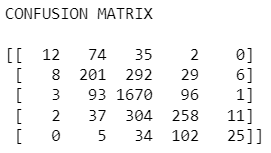 CONFUSION MATRIX
[[ 12 74 35 2 0]
[ 8 201 292 29 6]
[ 3 93 1670 96 1]
[ 2 37 304 258 11]
[ 0 5 34 102 25]]